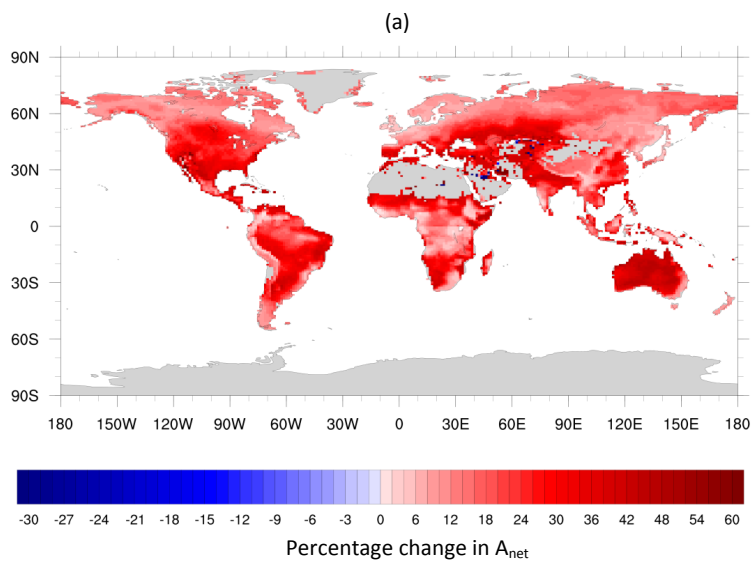 (a)
90N
60N
30N
0
30S
60S
90S
180 150W 120W 90W 60W 30W 0 30E 60E 90E 120E 150E 180
-30 -27 -24 -21 -18 -15 -12 -9 -6 -3 0 6 12 18 24 30 36 42 48 54 60
Percentage change in Anet